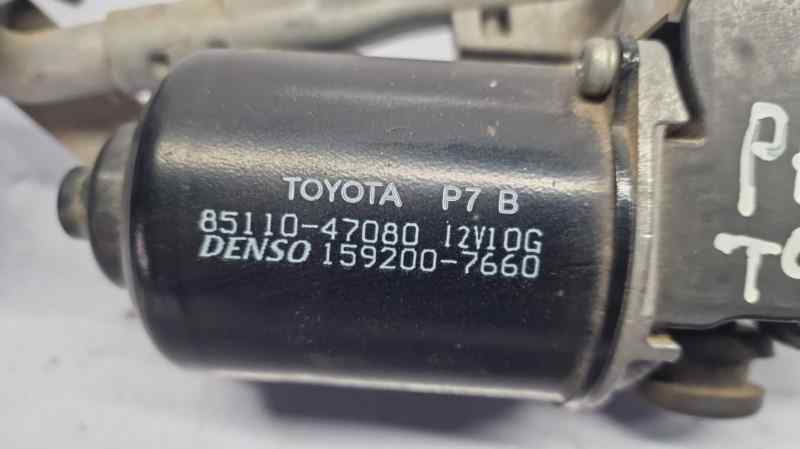 TOYOTA P7 B
85110-47080 12V10G
DENSO 159200-7660